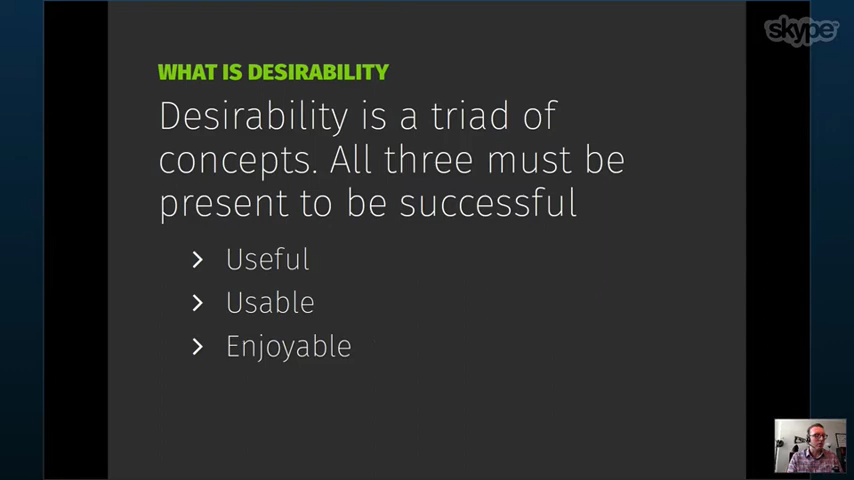 skype
WHAT IS DESIRABILITY
Desirability is a triad of
concepts. All three must be
present to be successful
> Useful
> Usable
> Enjoyable